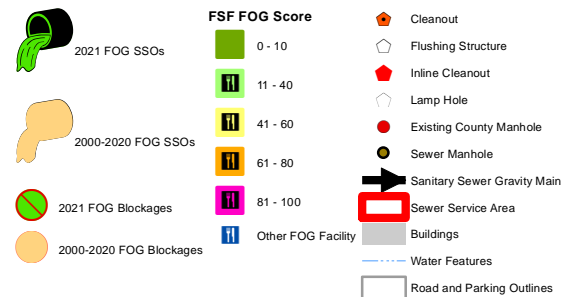 2021 FOG SSOs
2000-2020 FOG SSOs
2021 FOG Blockages
2000-2020 FOG Blockages
FSF FOG Score
0 - 10
11 - 40
41 - 60
61 - 80
81 - 100
Other FOG Facility
Cleanout
Flushing Structure
Inline Cleanout
Lamp Hole
Existing County Manhole
Sewer Manhole
Sanitary Sewer Gravity Main
Sewer Service Area
Buildings
Water Features
Road and Parking Outlines